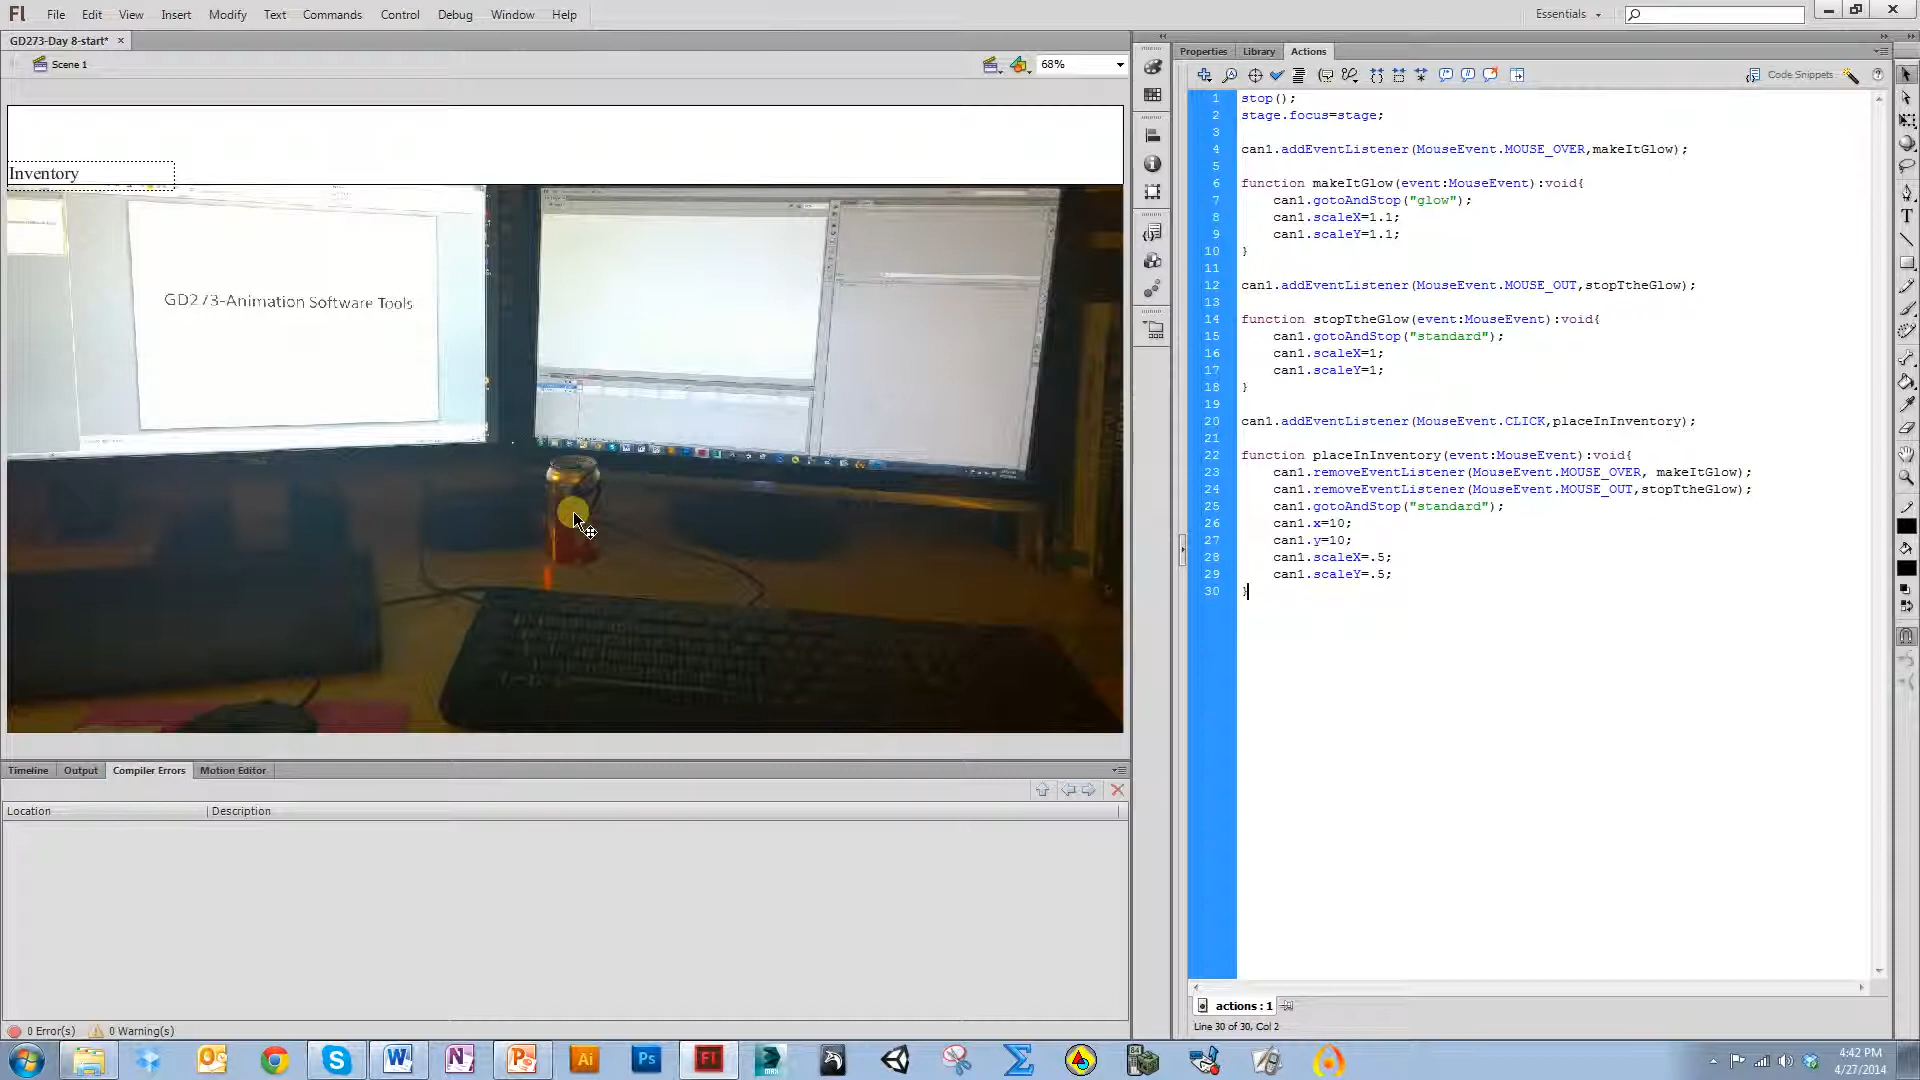 Fl File Edit View Insert Modify Text Commands Control Debug Window Help Essentials
GD273-Day 8-start* ×
Scene 1 68%
Inventory
GD273-Animation Software Tools
Timeline Output Compiler Errors Motion Editor
Location Description
0 Error(s) 0 Warning(s)
Properties Library Actions
Code Snippets
1 stop();
2 stage.focus=stage;
3
4 can1.addEventListener(MouseEvent.MOUSE_OVER,makeItGlow);
5
6 function makeItGlow(event:MouseEvent):void{
7 can1.gotoAndStop("glow");
8 can1.scaleX=1.1;
9 can1.scaleY=1.1;
10 }
11
12 can1.addEventListener(MouseEvent.MOUSE_OUT,stopTtheGlow);
13
14 function stopTtheGlow(event:MouseEvent):void{
15 can1.gotoAndStop("standard");
16 can1.scaleX=1;
17 can1.scaleY=1;
18 }
19
20 can1.addEventListener(MouseEvent.CLICK,placeInInventory);
21
22 function placeInInventory(event:MouseEvent):void{
23 can1.removeEventListener(MouseEvent.MOUSE_OVER, makeItGlow);
24 can1.removeEventListener(MouseEvent.MOUSE_OUT,stopTtheGlow);
25 can1.gotoAndStop("standard");
26 can1.x=10;
27 can1.y=10;
28 can1.scaleX=.5;
29 can1.scaleY=.5;
30 }
actions : 1
Line 30 of 30, Col 2
4:42 PM
4/27/2014